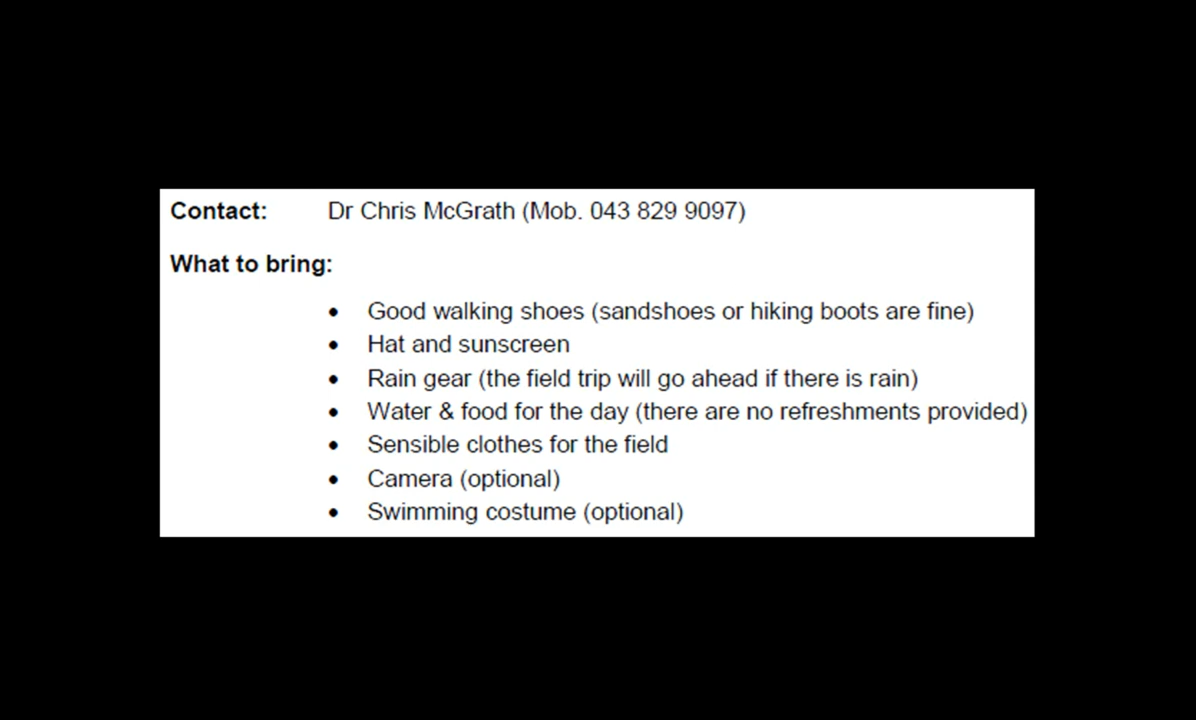 Contact: Dr Chris McGrath (Mob. 043 829 9097)
What to bring:
• Good walking shoes (sandshoes or hiking boots are fine)
• Hat and sunscreen
• Rain gear (the field trip will go ahead if there is rain)
• Water & food for the day (there are no refreshments provided)
• Sensible clothes for the field
• Camera (optional)
• Swimming costume (optional)